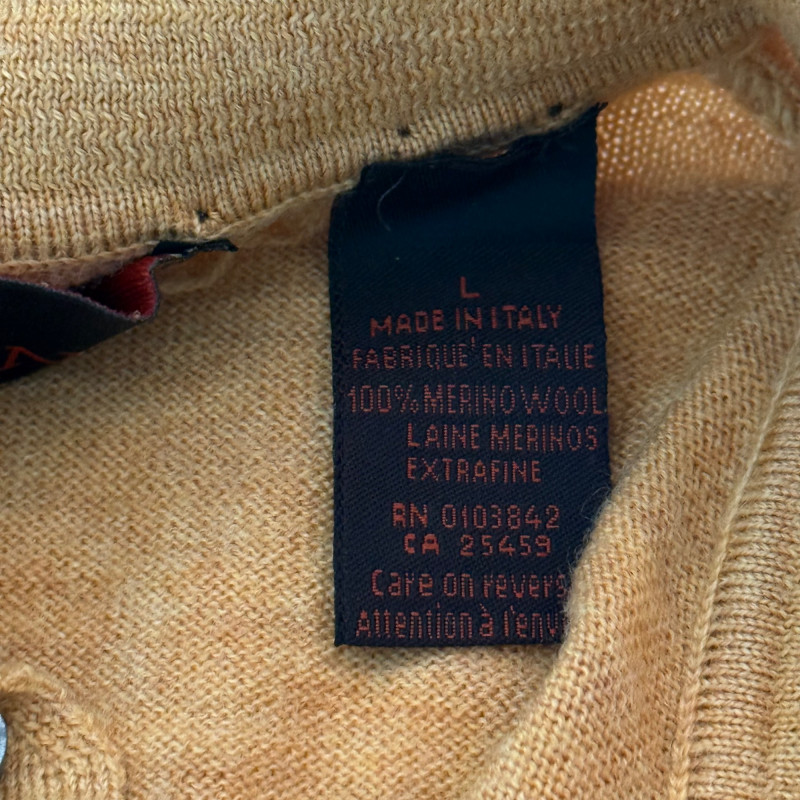 L
MADE IN ITALY
FABRIQUE' EN ITALIE
100% MERINO WOOL
LAINE MERINOS
EXTRAFINE
RN 0103842
CA 25459
Care on revers
Attention à l'env